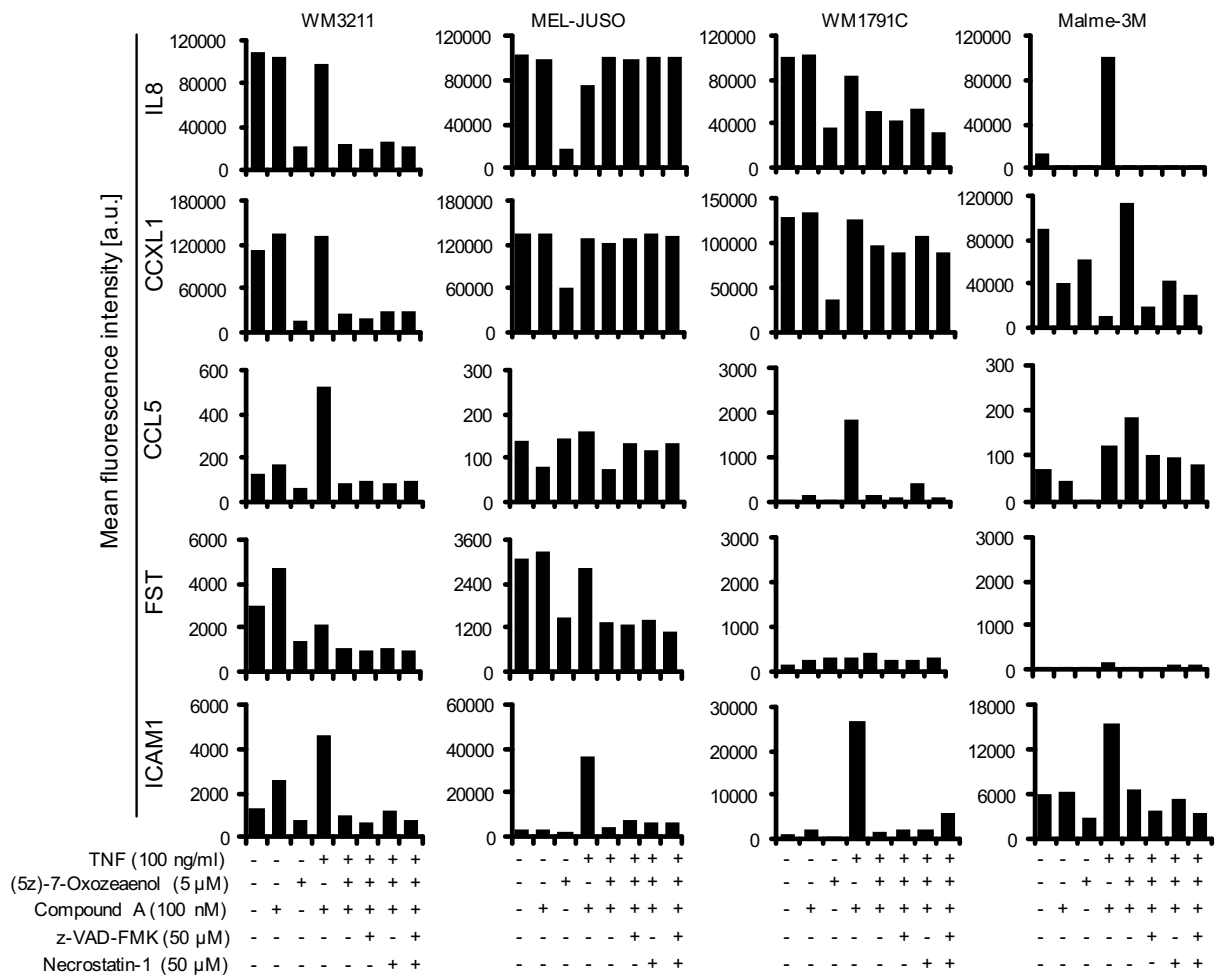 WM3211 MEL-JUSO WM1791C Malme-3M
Mean fluorescence intensity [a.u.]
IL8
120000 120000 120000 120000
80000 80000 80000 80000
40000 40000 40000 40000
0 0 0 0
CCXL1
180000 180000 150000 120000
120000 120000 100000 80000
60000 60000 50000 40000
0 0 0 0
CCL5
600 300 3000 300
400 200 2000 200
200 100 1000 100
0 0 0 0
FST
6000 3600 3000 3000
4000 2400 2000 2000
2000 1200 1000 1000
0 0 0 0
ICAM1
6000 60000 30000 18000
4000 40000 20000 12000
2000 20000 10000 6000
0 0 0 0
TNF (100 ng/ml) - - - + + + + + - - - + + + + + - - - + + + + + - - - + + + + +
(5z)-7-Oxozeaenol (5 µM) - - + - + + + + - - + - + + + + - - + - + + + + - - + - + + + +
Compound A (100 nM) - + - + + + + + - + - + + + + + - + - + + + + + - + - + + + + +
z-VAD-FMK (50 µM) - - - - - + - + - - - - - + - + - - - - - + - + - - - - - + - +
Necrostatin-1 (50 µM) - - - - - - + + - - - - - - + + - - - - - - + + - - - - - - + +